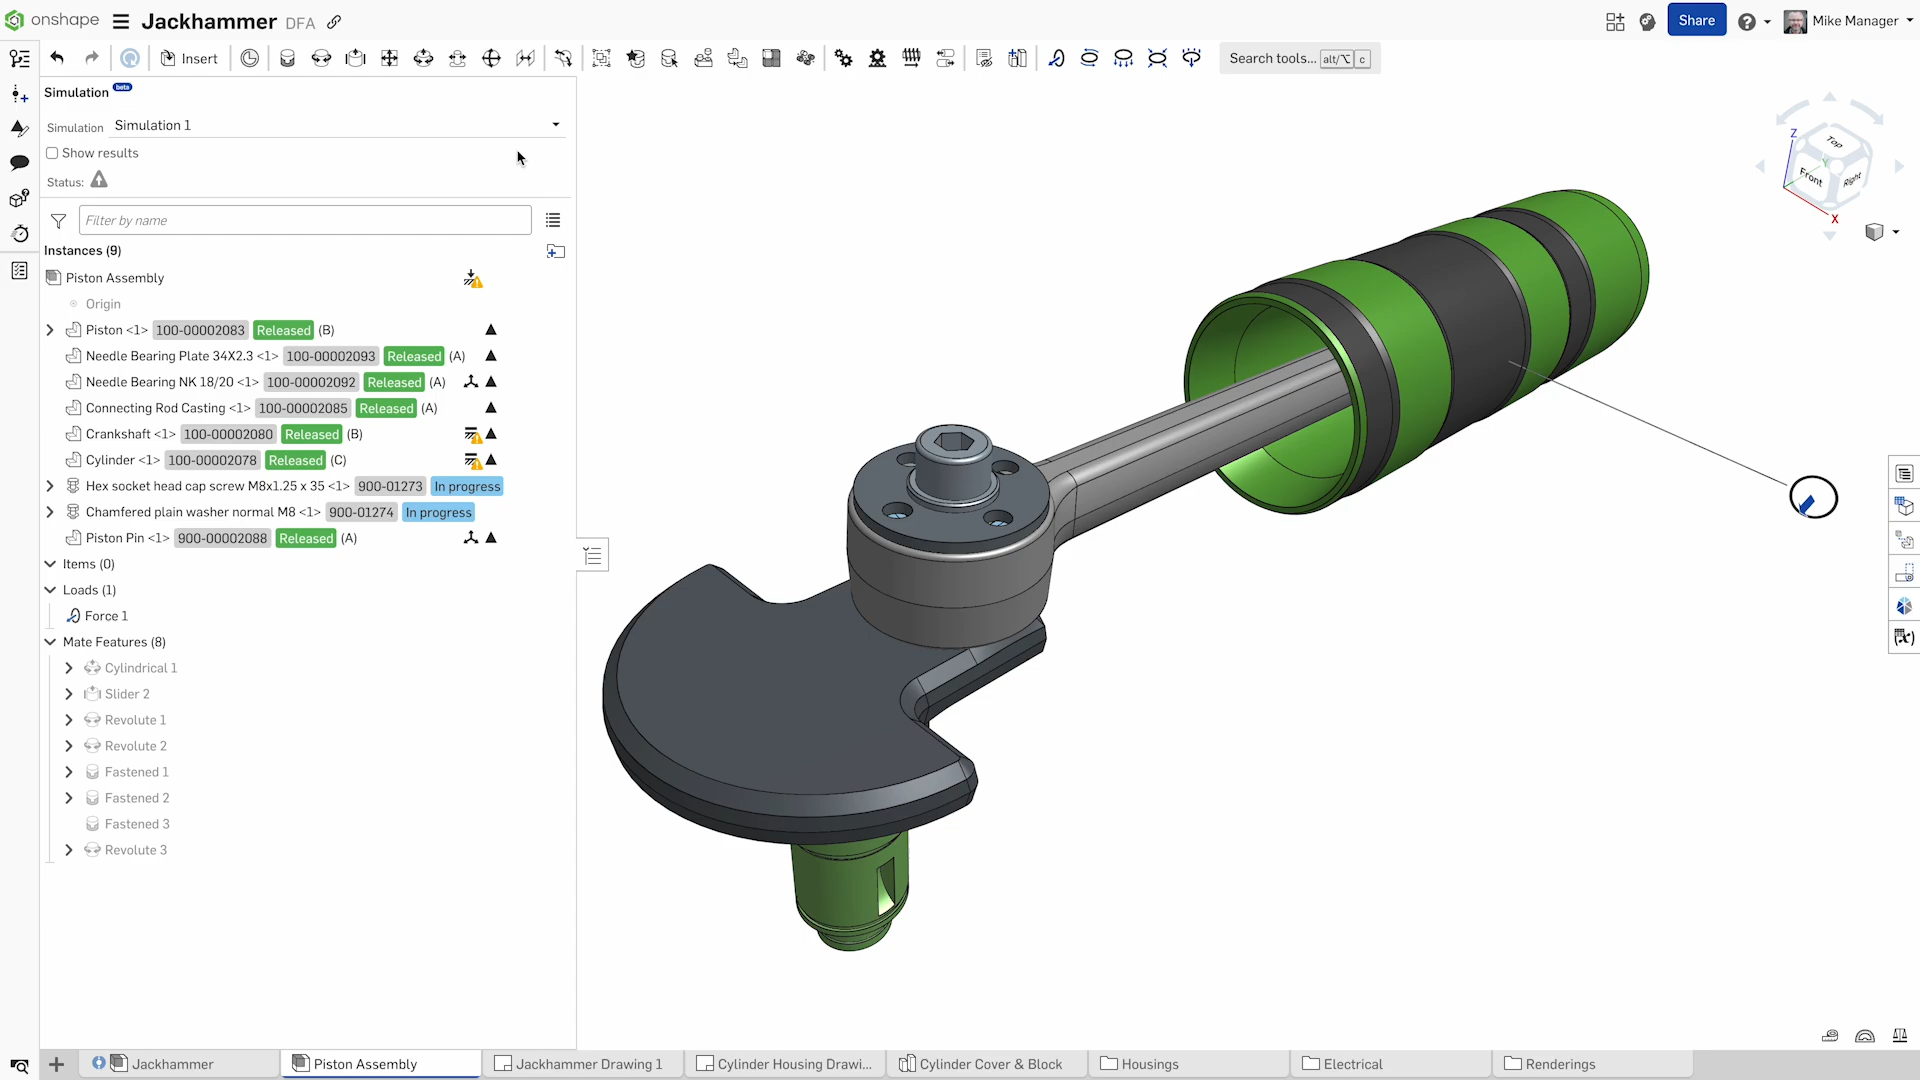 onshape Jackhammer DFA Share Mike Manager
Insert Search tools... alt/⌥ c
Simulation beta
Simulation Simulation 1
Show results
Status:
Filter by name
Instances (9)
Piston Assembly
Origin
Piston <1> 100-00002083 Released (B)
Needle Bearing Plate 34X2.3 <1> 100-00002093 Released (A)
Needle Bearing NK 18/20 <1> 100-00002092 Released (A)
Connecting Rod Casting <1> 100-00002085 Released (A)
Crankshaft <1> 100-00002080 Released (B)
Cylinder <1> 100-00002078 Released (C)
Hex socket head cap screw M8x1.25 x 35 <1> 900-01273 In progress
Chamfered plain washer normal M8 <1> 900-01274 In progress
Piston Pin <1> 900-00002088 Released (A)
Items (0)
Loads (1)
Force 1
Mate Features (8)
Cylindrical 1
Slider 2
Revolute 1
Revolute 2
Fastened 1
Fastened 2
Fastened 3
Revolute 3
Z
Top
Y
Front Right
X
(x)
Jackhammer Piston Assembly Jackhammer Drawing 1 Cylinder Housing Drawi... Cylinder Cover & Block Housings Electrical Renderings